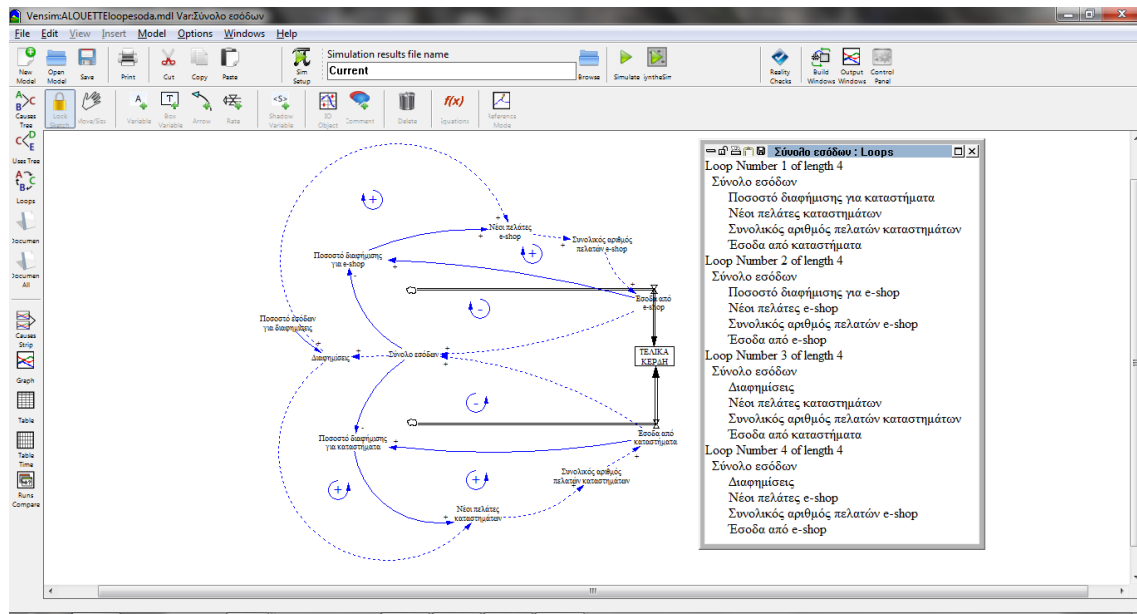 Vensim:ALOUETTEloopesoda.mdl Var:Σύνολο εσόδων
File Edit View Insert Model Options Windows Help
Simulation results file name
Current
New Model
Open Model
Save
Print
Cut
Copy
Paste
Sim Setup
Browse
Simulate
SyntheSim
Reality Checks
Build Windows
Output Windows
Control Panel
Causes Tree
Lock Sketch
Move/Size
Variable
Box Variable
Arrow
Rate
<S>
Shadow Variable
IO Object
Comment
Delete
f(x)
Equations
Reference Mode
Uses Tree
Loops
Documen
Documen All
Causes Strip
Graph
Table
Table Time
Runs Compare
Νέοι πελάτες
e-shop
Συνολικός αριθμός
πελατών e-shop
Ποσοστό διαφήμισης
για e-shop
Έσοδα από
e-shop
Ποσοστό εσόδων
για διαφημίσεις
Διαφημίσεις
Σύνολο εσόδων
ΤΕΛΙΚΑ
ΚΕΡΔΗ
Ποσοστό διαφήμισης
για καταστήματα
Έσοδα από
καταστήματα
Συνολικός αριθμός
πελατών καταστημάτων
Νέοι πελάτες
καταστημάτων
Σύνολο εσόδων : Loops
Loop Number 1 of length 4
Σύνολο εσόδων
Ποσοστό διαφήμισης για καταστήματα
Νέοι πελάτες καταστημάτων
Συνολικός αριθμός πελατών καταστημάτων
Έσοδα από καταστήματα
Loop Number 2 of length 4
Σύνολο εσόδων
Ποσοστό διαφήμισης για e-shop
Νέοι πελάτες e-shop
Συνολικός αριθμός πελατών e-shop
Έσοδα από e-shop
Loop Number 3 of length 4
Σύνολο εσόδων
Διαφημίσεις
Νέοι πελάτες καταστημάτων
Συνολικός αριθμός πελατών καταστημάτων
Έσοδα από καταστήματα
Loop Number 4 of length 4
Σύνολο εσόδων
Διαφημίσεις
Νέοι πελάτες e-shop
Συνολικός αριθμός πελατών e-shop
Έσοδα από e-shop